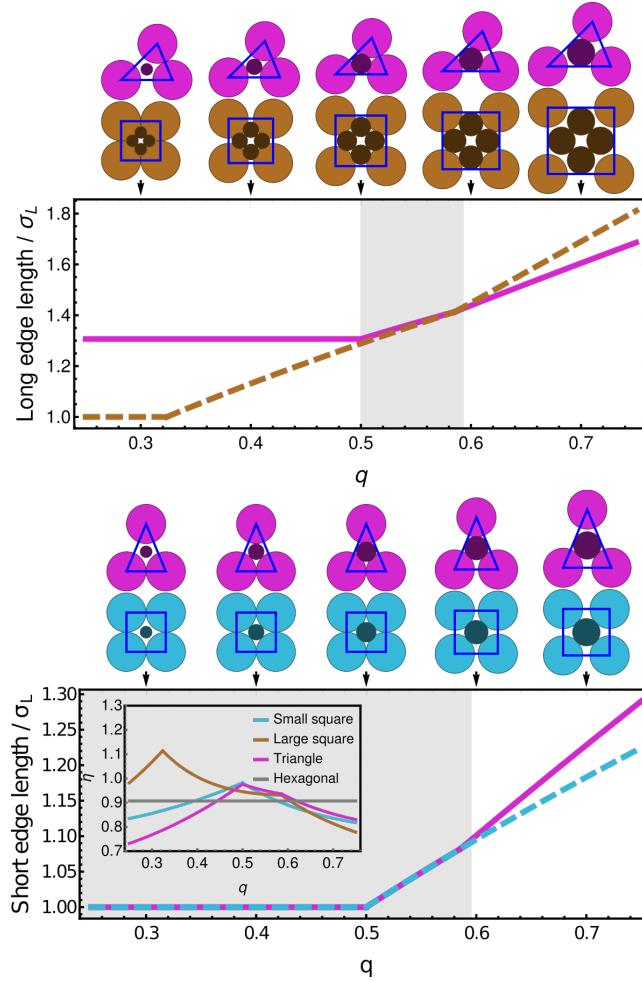 Long edge length / σ_L
1.8
1.6
1.4
1.2
1.0
0.3 0.4 0.5 0.6 0.7
q
Short edge length / σ_L
1.30
1.25
1.20
1.15
1.10
1.05
1.00
η
1.3
1.2
1.1
1.0
0.9
0.8
0.7
Small square
Large square
Triangle
Hexagonal
0.3 0.4 0.5 0.6 0.7
q
0.3 0.4 0.5 0.6 0.7
q